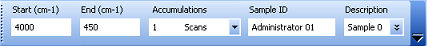 Start (cm-1) End (cm-1) Accumulations Sample ID Description
4000 450 1 Scans Administrator 01 Sample 0